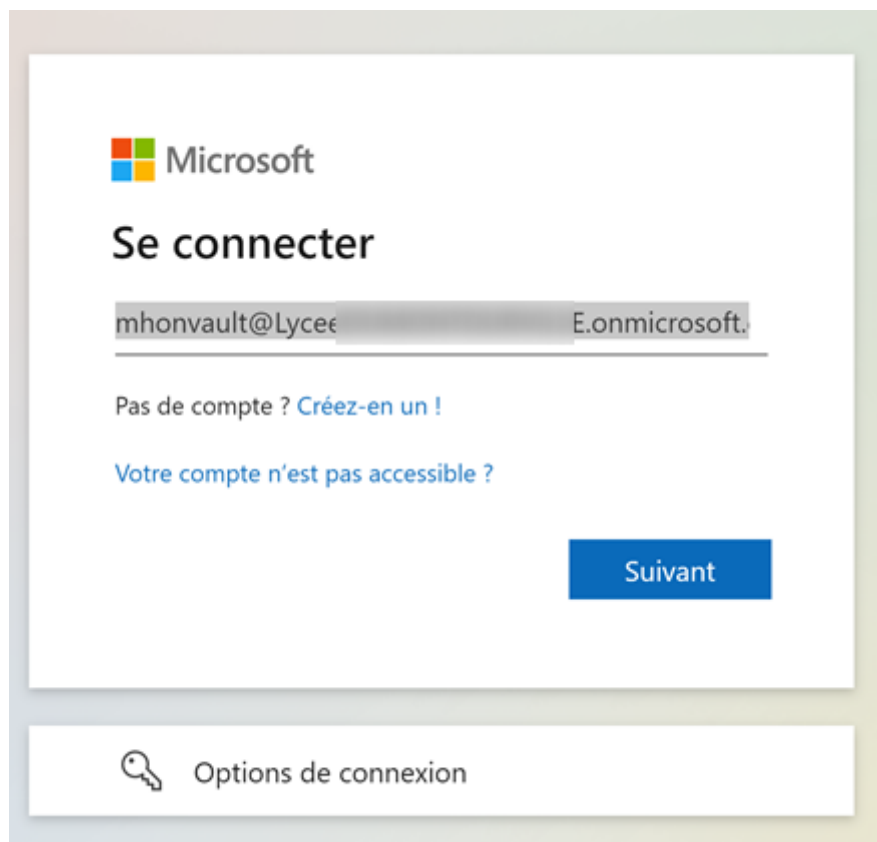 Microsoft
Se connecter
mhonvault@Lycee E.onmicrosoft.
Pas de compte ? Créez-en un !
Votre compte n'est pas accessible ?
Suivant
Options de connexion